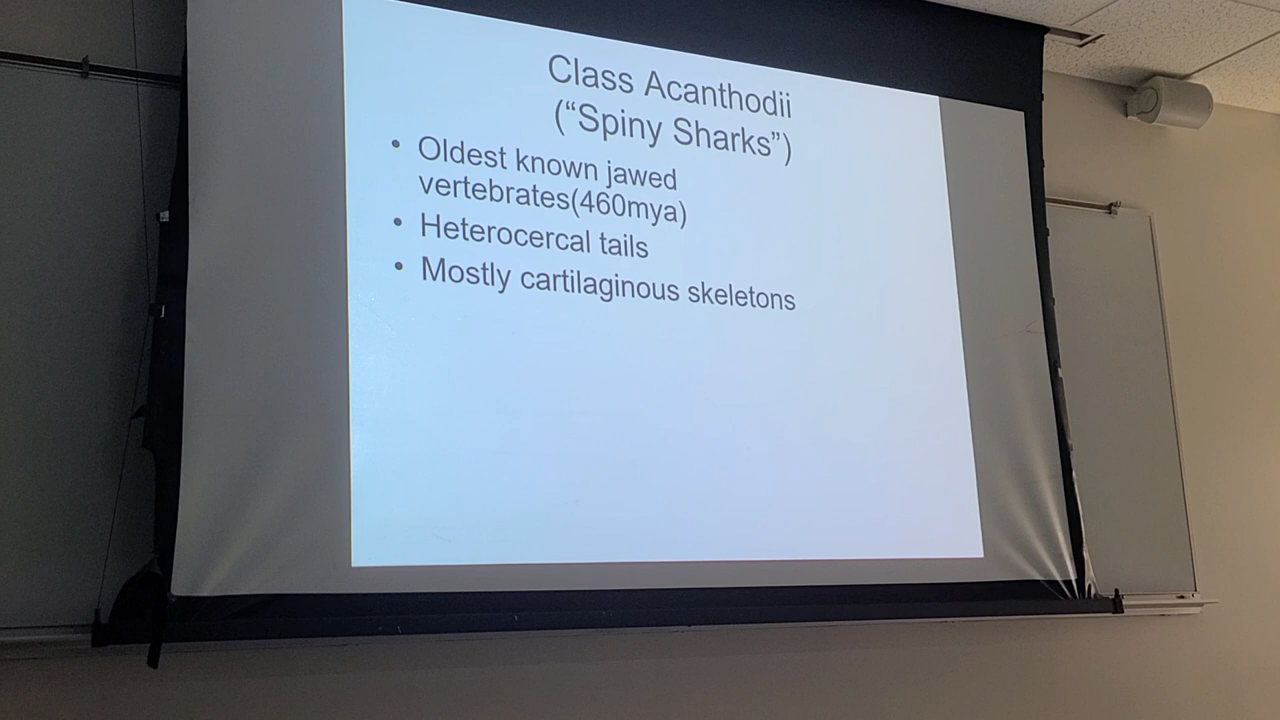 Class Acanthodii
(“Spiny Sharks”)
• Oldest known jawed
vertebrates(460mya)
• Heterocercal tails
• Mostly cartilaginous skeletons